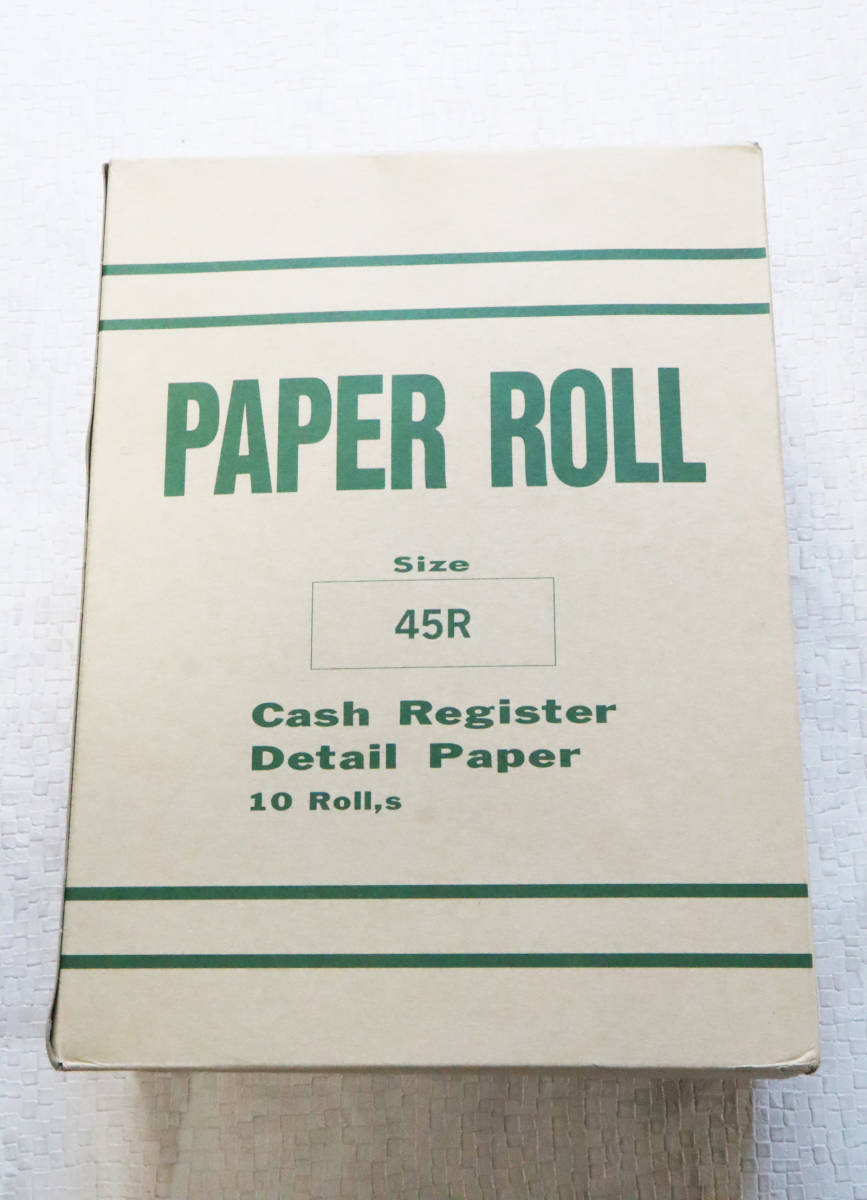 PAPER ROLL
Size
45R
Cash Register
Detail Paper
10 Roll,s